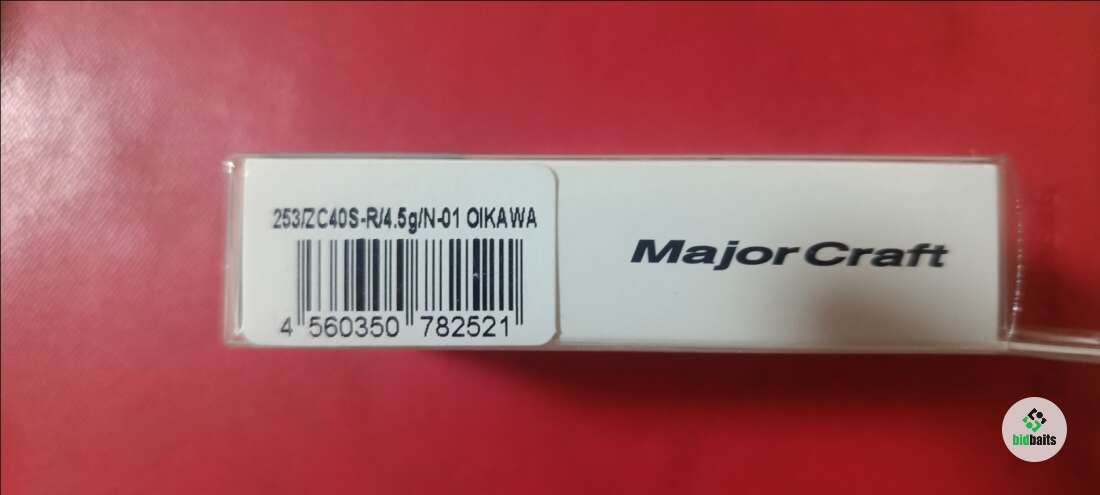 253/ZC40S-R/4.5g/N-01 OIKAWA
4 560350 782521
Major Craft
bidbaits